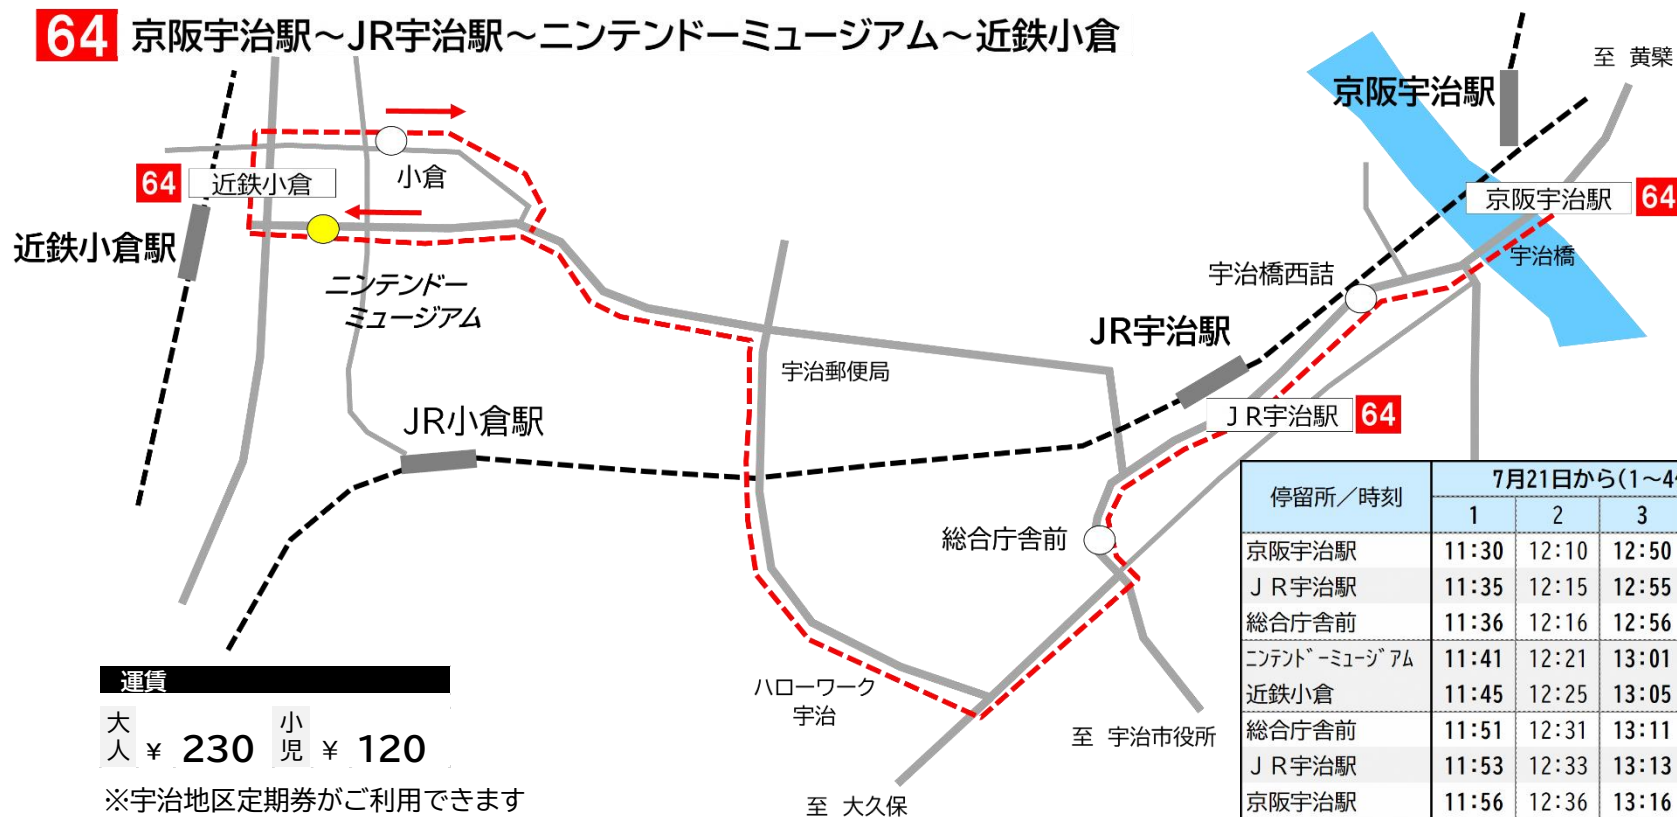 64 京阪宇治駅～JR宇治駅～ニンテンドーミュージアム～近鉄小倉
至 黄檗
京阪宇治駅
小倉
64 近鉄小倉
京阪宇治駅 64
近鉄小倉駅
宇治橋
宇治橋西詰
ニンテンドー
ミュージアム
JR宇治駅
宇治郵便局
JR小倉駅
JR宇治駅 64
総合庁舎前
ハローワーク
宇治
至 宇治市役所
至 大久保
運賃
大人 ¥ 230 小児 ¥ 120
※宇治地区定期券がご利用できます
停留所／時刻 7月21日から(1～4
1 2 3
京阪宇治駅 11:30 12:10 12:50
ＪＲ宇治駅 11:35 12:15 12:55
総合庁舎前 11:36 12:16 12:56
ﾆﾝﾃﾝﾄﾞｰﾐｭｰｼﾞｱﾑ 11:41 12:21 13:01
近鉄小倉 11:45 12:25 13:05
総合庁舎前 11:51 12:31 13:11
ＪＲ宇治駅 11:53 12:33 13:13
京阪宇治駅 11:56 12:36 13:16